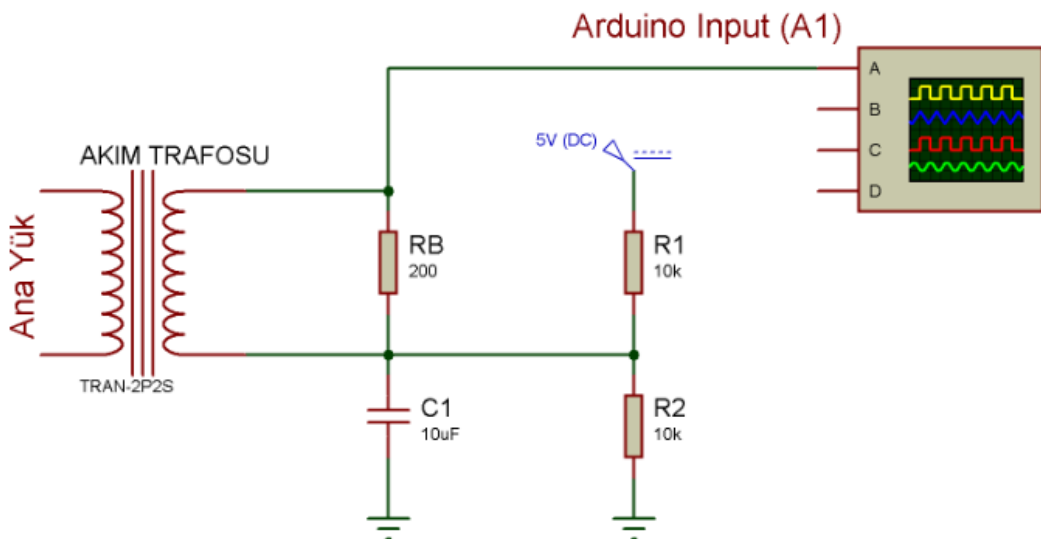 Arduino Input (A1)
A
B
C
D
5V (DC)
AKIM TRAFOSU
Ana Yük
TRAN-2P2S
RB
200
R1
10k
C1
10uF
R2
10k